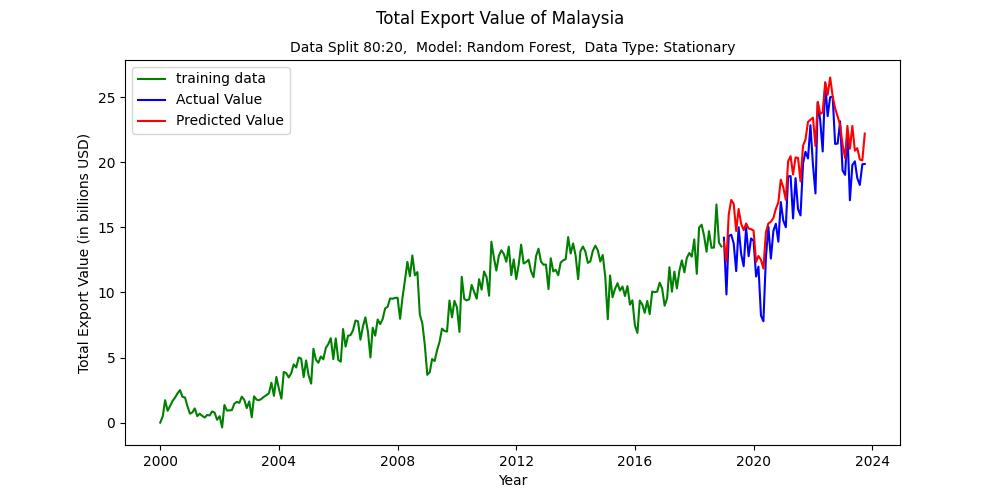 Total Export Value of Malaysia
Data Split 80:20,  Model: Random Forest,  Data Type: Stationary
training data
Actual Value
Predicted Value
Total Export Value (in billions USD)
25
20
15
10
5
0
2000 2004 2008 2012 2016 2020 2024
Year